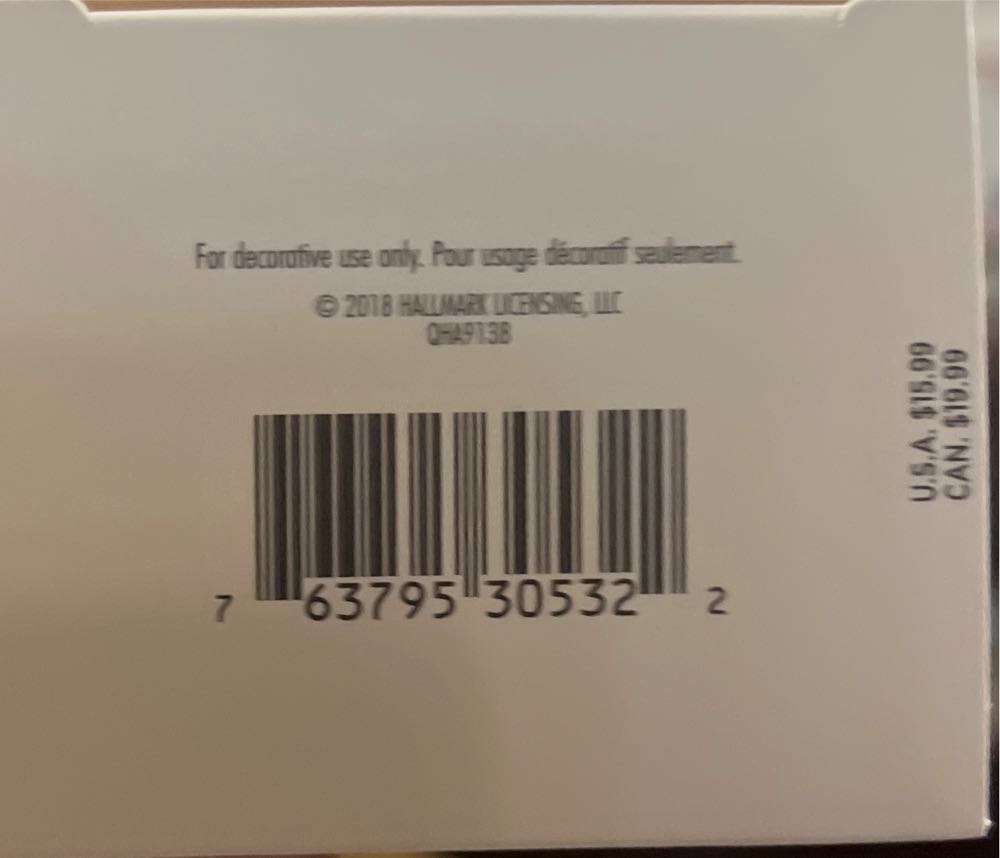 For decorative use only. Pour usage décoratif seulement.
© 2018 HALLMARK LICENSING, LLC
QHA913B
7 63795 30532 2
U.S.A. $15.99
CAN. $19.99